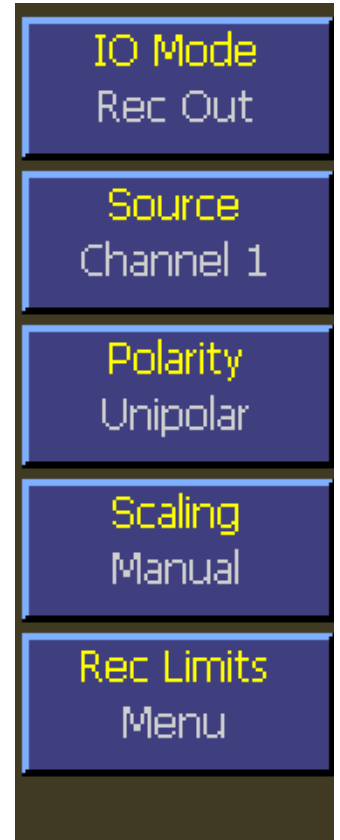 IO Mode
Rec Out
Source
Channel 1
Polarity
Unipolar
Scaling
Manual
Rec Limits
Menu